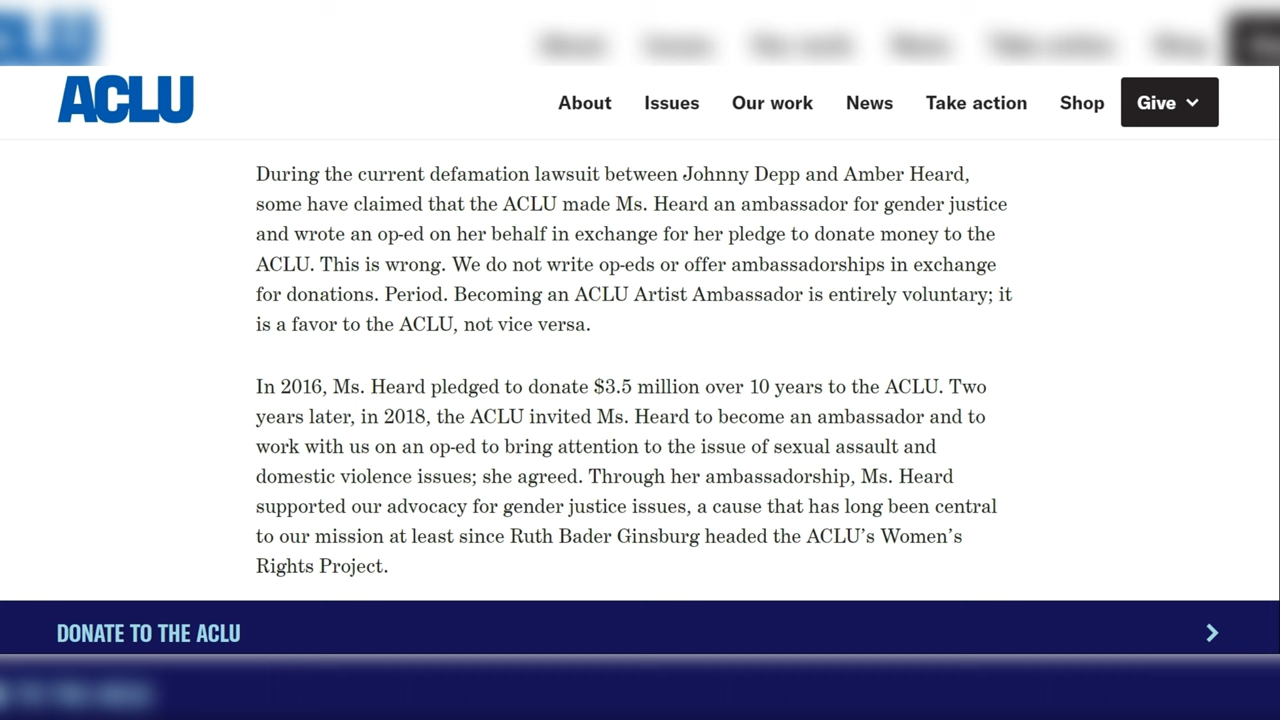 ACLU
About Issues Our work News Take action Shop Give
During the current defamation lawsuit between Johnny Depp and Amber Heard,
some have claimed that the ACLU made Ms. Heard an ambassador for gender justice
and wrote an op-ed on her behalf in exchange for her pledge to donate money to the
ACLU. This is wrong. We do not write op-eds or offer ambassadorships in exchange
for donations. Period. Becoming an ACLU Artist Ambassador is entirely voluntary; it
is a favor to the ACLU, not vice versa.
In 2016, Ms. Heard pledged to donate $3.5 million over 10 years to the ACLU. Two
years later, in 2018, the ACLU invited Ms. Heard to become an ambassador and to
work with us on an op-ed to bring attention to the issue of sexual assault and
domestic violence issues; she agreed. Through her ambassadorship, Ms. Heard
supported our advocacy for gender justice issues, a cause that has long been central
to our mission at least since Ruth Bader Ginsburg headed the ACLU’s Women’s
Rights Project.
DONATE TO THE ACLU